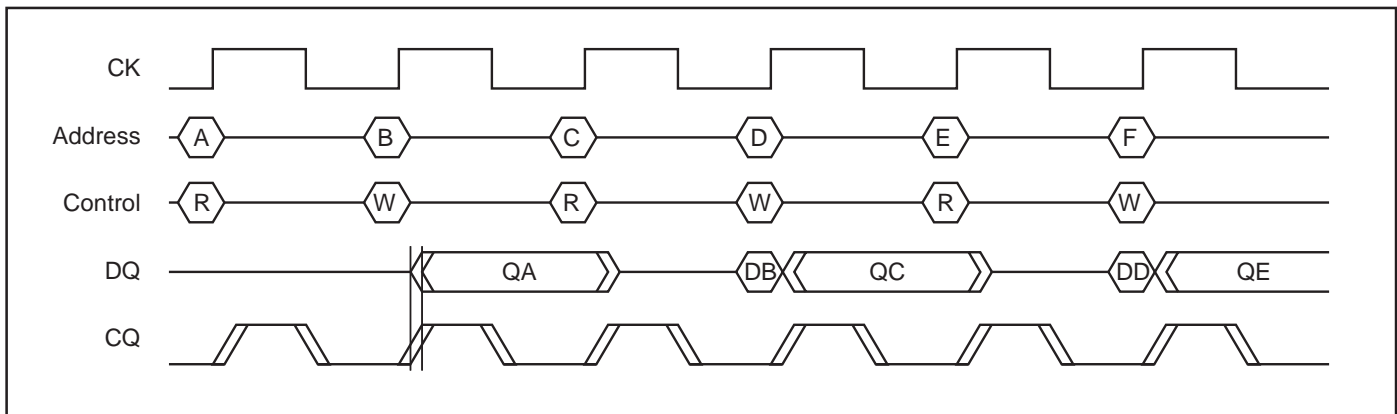 CK
Address A B C D E F
Control R W R W R W
DQ QA DB QC DD QE
CQ